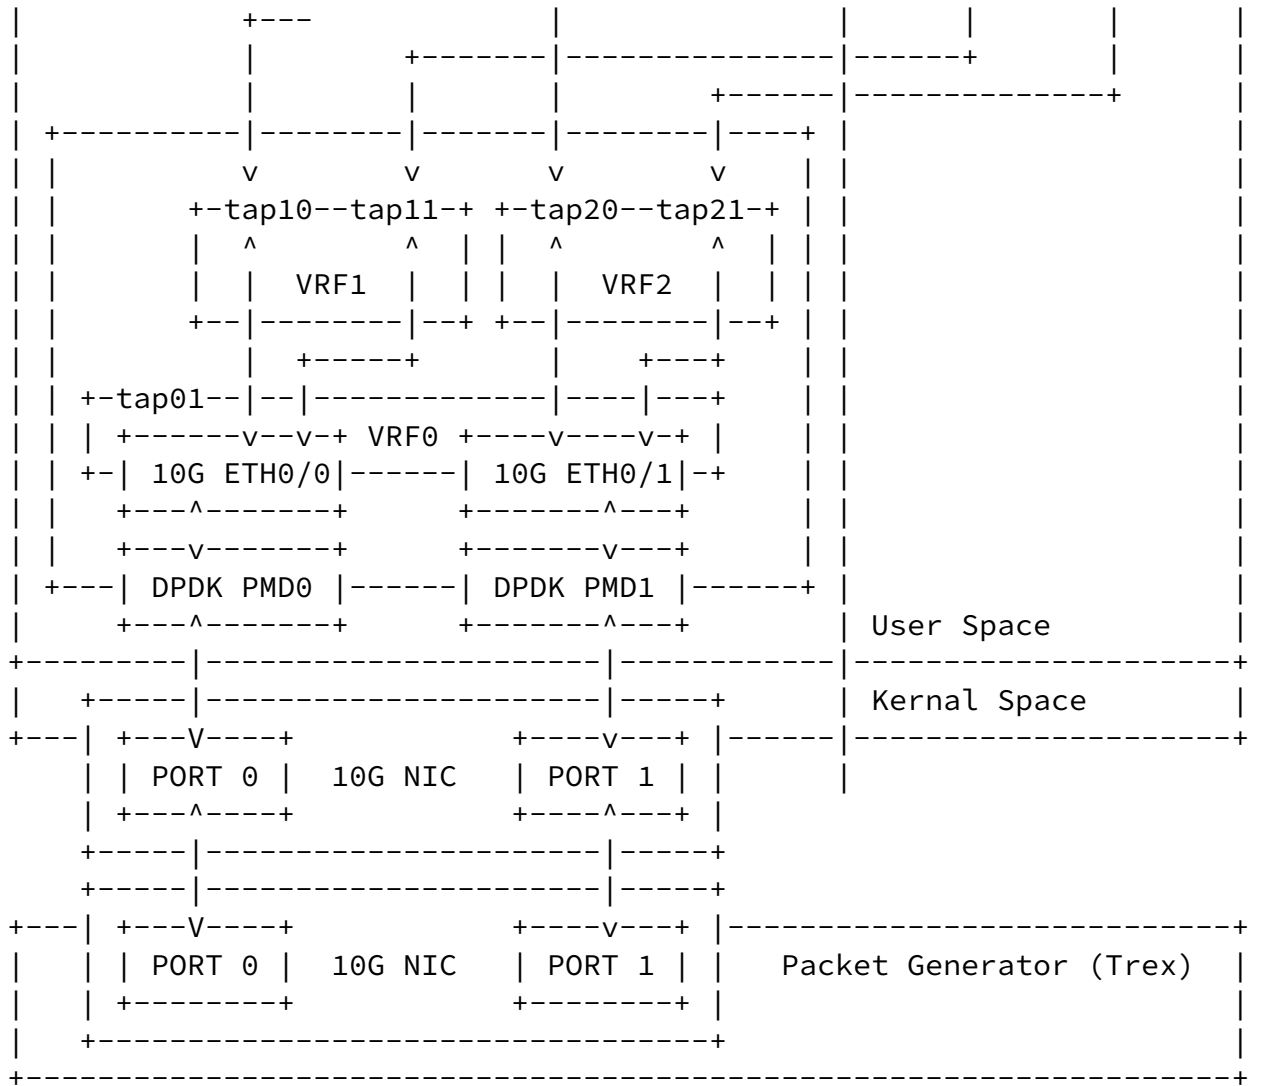 |            +---             |               |      |       |      |
|            |        +-------|---------------|------+       |      |
|            |        |       |        +------|--------------+      |
| +----------|--------|-------|--------|----+ |                     |
| |          v        v       v        v    | |                     |
| |       +-tap10--tap11-+ +-tap20--tap21-+ | |                     |
| |       |  ^        ^  | |  ^        ^  | | |                     |
| |       |  |  VRF1  |  | |  |  VRF2  |  | | |                     |
| |       +--|--------|--+ +--|--------|--+ | |                     |
| |          |  +-----+       |    +---+    | |                     |
| | +-tap01--|--|-------------|----|---+    | |                     |
| | | +------v--v-+ VRF0 +----v----v-+ |    | |                     |
| | +-| 10G ETH0/0|------| 10G ETH0/1|-+    | |                     |
| |   +---^-------+      +-------^---+      | |                     |
| |   +---v-------+      +-------v---+      | |                     |
| +---| DPDK PMD0 |------| DPDK PMD1 |------+ |                     |
|     +---^-------+      +-------^---+        | User Space          |
+---------|----------------------|------------|---------------------+
|   +-----|----------------------|-----+      | Kernal Space        |
+---| +---V----+            +----v---+ |------|---------------------+
    | | PORT 0 |  10G NIC   | PORT 1 | |      |
    | +---^----+            +----^---+ |
    +-----|----------------------|-----+
    +-----|----------------------|-----+
+---| +---V----+            +----v---+ |----------------------------+
|   | | PORT 0 |  10G NIC   | PORT 1 | |   Packet Generator (Trex)  |
|   | +--------+            +--------+ |                            |
|   +----------------------------------+                            |
+-------------------------------------------------------------------+